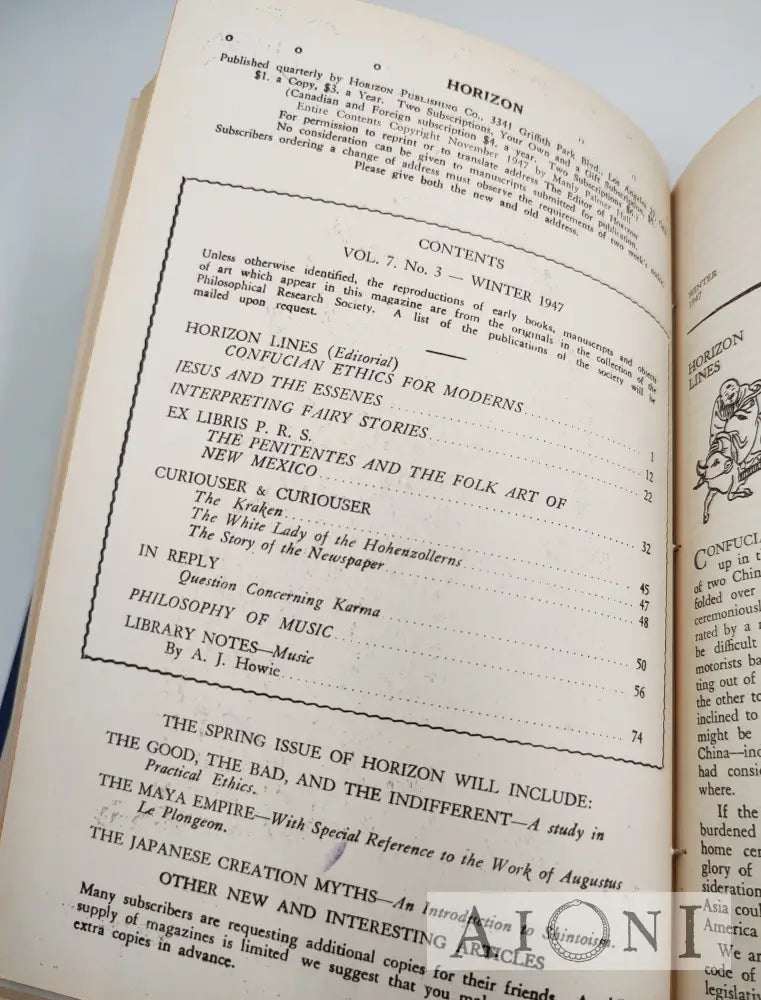 o o o
HORIZON
Published quarterly by HORIZON PUBLISHING CO., 3341 Griffith Park Blvd., Los Angeles
$1. a Copy, $3. a Year. Two Subscriptions, Your Own and a Gift Subscription,
(Canadian and Foreign subscription $4. a year. Two Subscriptions
Entire Contents Copyright November 1947 by Manly Palmer Hall
For permission to reprint or to translate address The Editor of HORIZON
No consideration can be given to manuscripts submitted for publication.
Subscribers ordering a change of address must observe the requirements of two week's notice
Please give both the new and old address.
CONTENTS
VOL. 7. No. 3 — WINTER 1947
Unless otherwise identified, the reproductions of early books, manuscripts and objects
of art which appear in this magazine are from the originals in the collection of the
Philosophical Research Society. A list of the publications of the society will be
mailed upon request.
HORIZON LINES (Editorial)
CONFUCIAN ETHICS FOR MODERNS 1
JESUS AND THE ESSENES 12
INTERPRETING FAIRY STORIES 22
EX LIBRIS P. R. S.
THE PENITENTES AND THE FOLK ART OF
NEW MEXICO 32
CURIOUSER & CURIOUSER
The Kraken 45
The White Lady of the Hohenzollerns 47
The Story of the Newspaper 48
IN REPLY
Question Concerning Karma 50
PHILOSOPHY OF MUSIC 56
LIBRARY NOTES—Music
By A. J. Howie 74
THE SPRING ISSUE OF HORIZON WILL INCLUDE:
THE GOOD, THE BAD, AND THE INDIFFERENT—A study in
Practical Ethics.
THE MAYA EMPIRE—With Special Reference to the Work of Augustus
Le Plongeon.
THE JAPANESE CREATION MYTHS—An Introduction to Shintoism.
OTHER NEW AND INTERESTING ARTICLES
Many subscribers are requesting additional copies for their friends.
supply of magazines is limited we suggest that you
extra copies in advance.
WINTER
1947
HORIZON
LINES
up in
of two
folded over
ceremoniously
rated by a
be difficult
motorists
ting out of
the other to
inclined to
might be
China
had
where.
If the
burdened
home
glory of
sideration
Asia
America
We
code of
AIONI